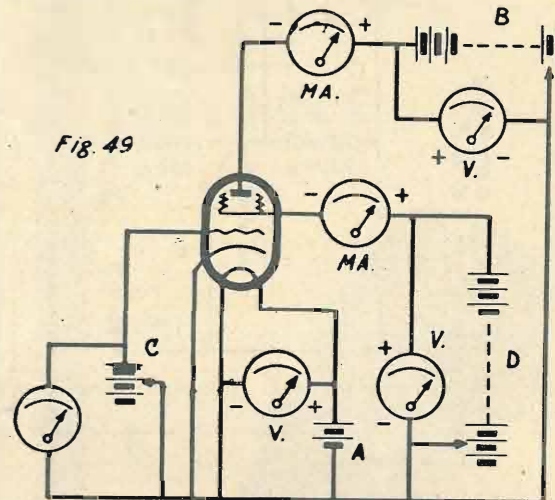 B
- +
MA.
Fig. 49
+ V. -
- +
MA.
C
+ V.
D
-
- +
V.
A